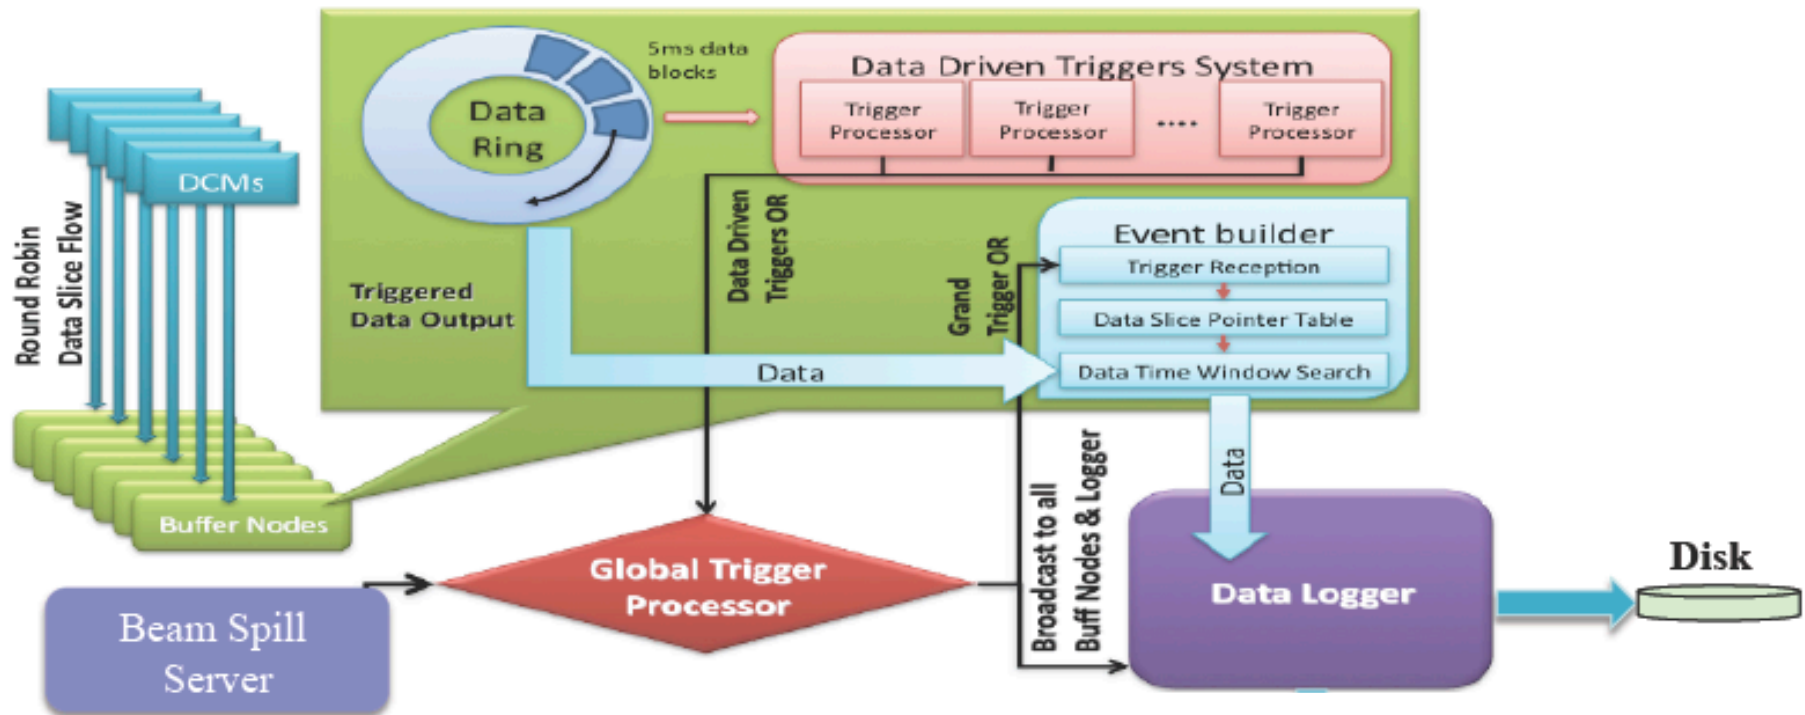 5ms data
blocks
Data
Ring
Data Driven Triggers System
Trigger
Processor
Trigger
Processor
....
Trigger
Processor
DCMs
Round Robin
Data Slice Flow
Triggered
Data Output
Data Driven
Triggers OR
Grand
Trigger OR
Event builder
Trigger Reception
Data Slice Pointer Table
Data Time Window Search
Data
Data
Buffer Nodes
Broadcast to all
Buff Nodes & Logger
Global Trigger
Processor
Beam Spill
Server
Data Logger
Disk